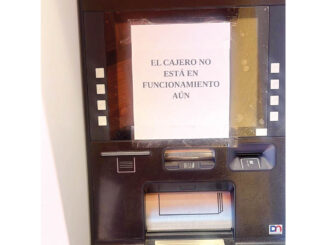 EL CAJERO NO
ESTÁ EN
FUNCIONAMIENTO
AÚN